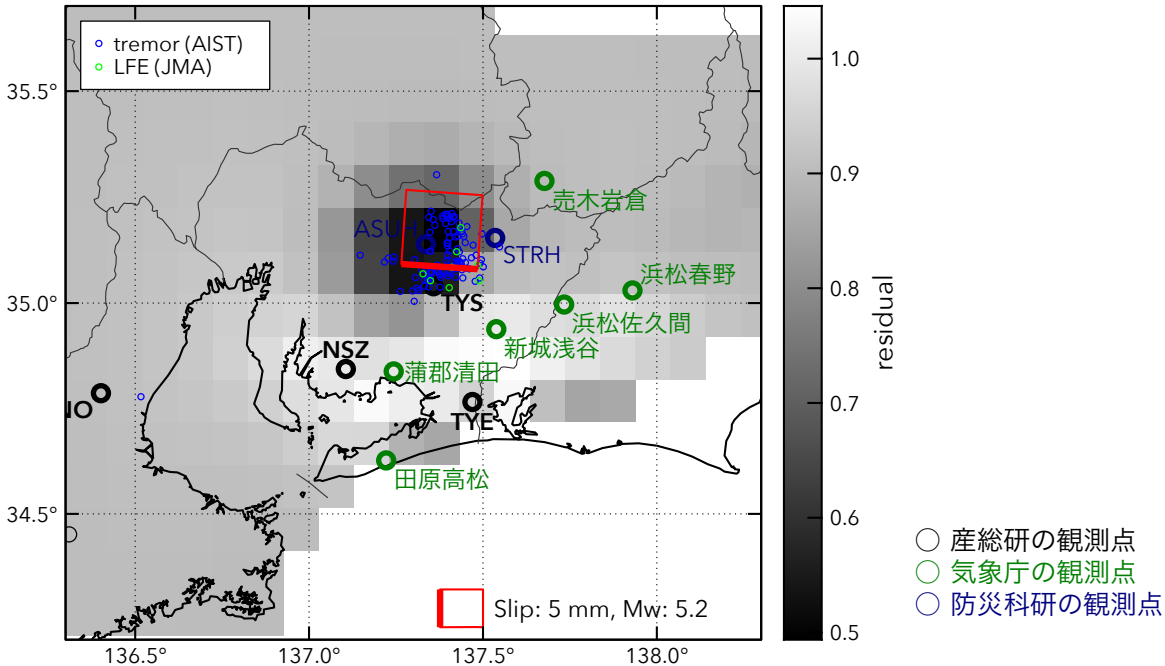 tremor (AIST)
LFE (JMA)
35.5°
35.0°
34.5°
136.5°
137.0°
137.5°
138.0°
売木岩倉
ASUH
STRH
浜松春野
TYS
浜松佐久間
新城浅谷
NSZ
蒲郡清田
NO
TYE
田原高松
Slip: 5 mm, Mw: 5.2
1.0
0.9
0.8
0.7
0.6
0.5
residual
産総研の観測点
気象庁の観測点
防災科研の観測点